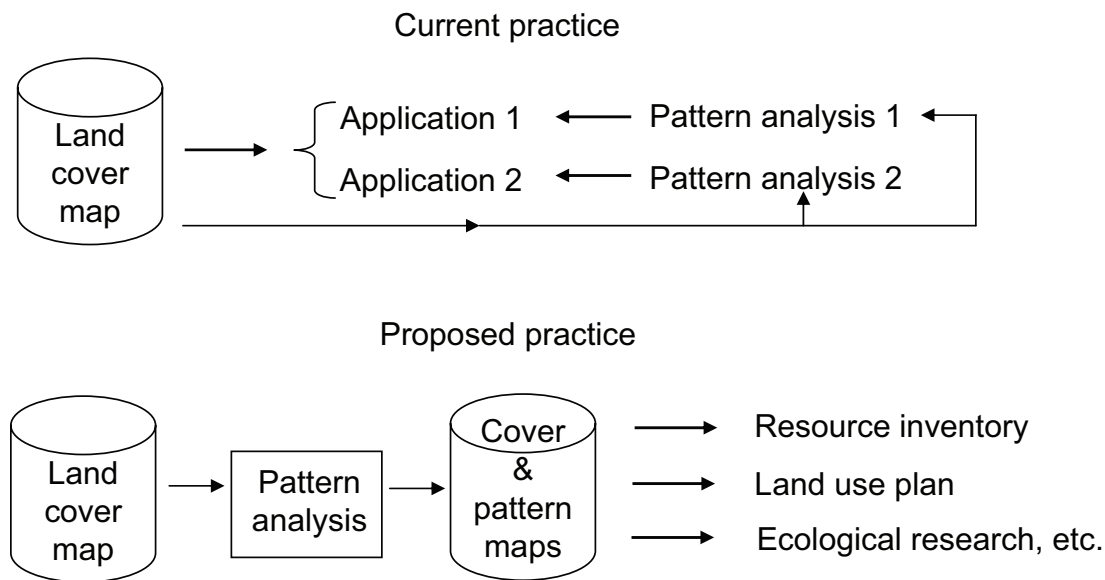 Current practice
Land
cover
map
Application 1
Pattern analysis 1
Application 2
Pattern analysis 2
Proposed practice
Land
cover
map
Pattern
analysis
Cover
&
pattern
maps
Resource inventory
Land use plan
Ecological research, etc.